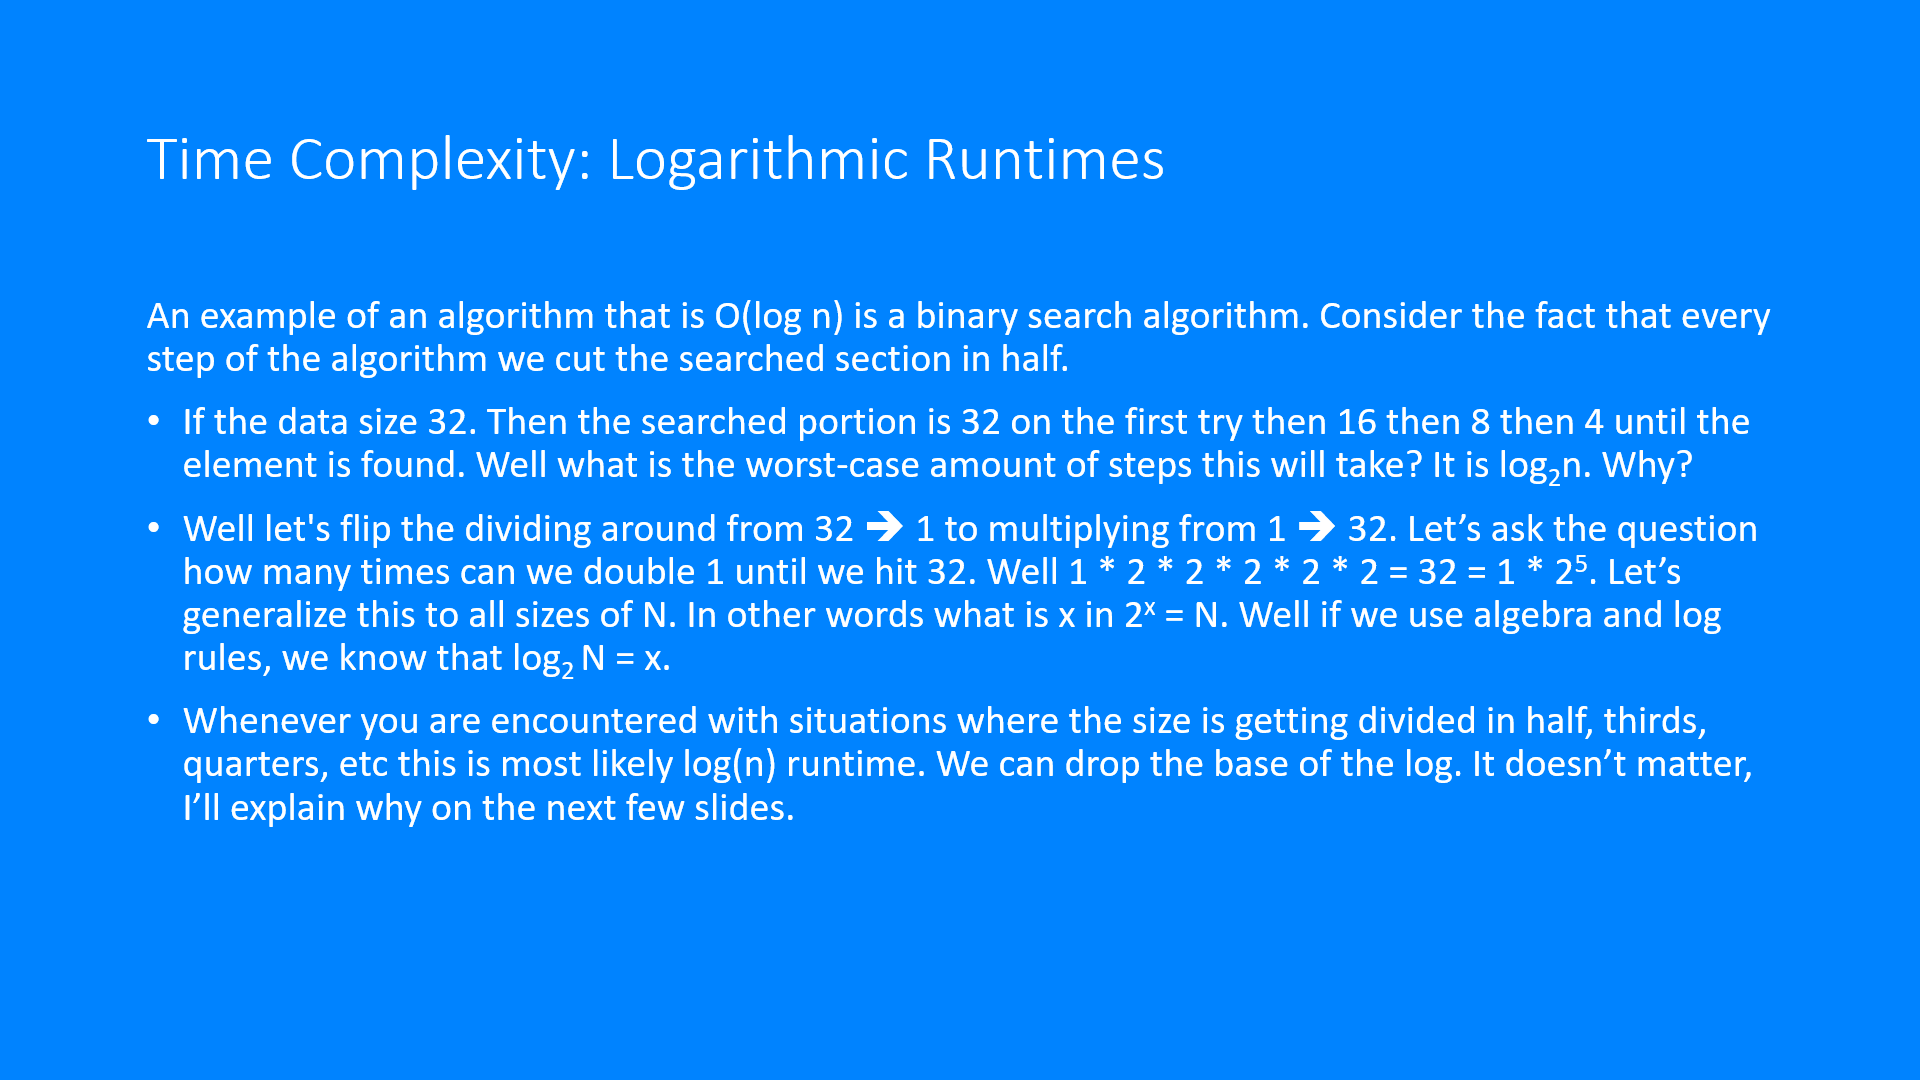 Time Complexity: Logarithmic Runtimes
An example of an algorithm that is O(log n) is a binary search algorithm. Consider the fact that every
step of the algorithm we cut the searched section in half.
• If the data size 32. Then the searched portion is 32 on the first try then 16 then 8 then 4 until the
element is found. Well what is the worst-case amount of steps this will take? It is log₂n. Why?
• Well let's flip the dividing around from 32 ➔ 1 to multiplying from 1 ➔ 32. Let’s ask the question
how many times can we double 1 until we hit 32. Well 1 * 2 * 2 * 2 * 2 * 2 = 32 = 1 * 2⁵. Let’s
generalize this to all sizes of N. In other words what is x in 2ˣ = N. Well if we use algebra and log
rules, we know that log₂ N = x.
• Whenever you are encountered with situations where the size is getting divided in half, thirds,
quarters, etc this is most likely log(n) runtime. We can drop the base of the log. It doesn’t matter,
I’ll explain why on the next few slides.